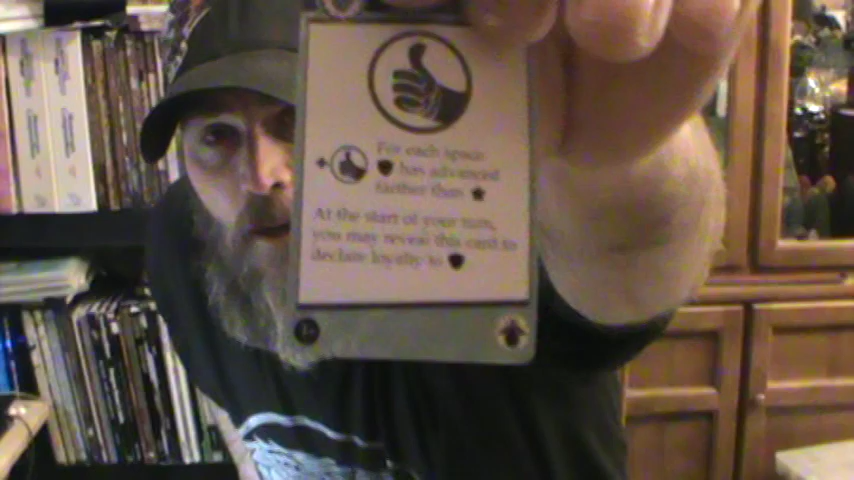 For each space
has advanced
farther than
At the start of your turn,
you may reveal this card to
declare loyalty to